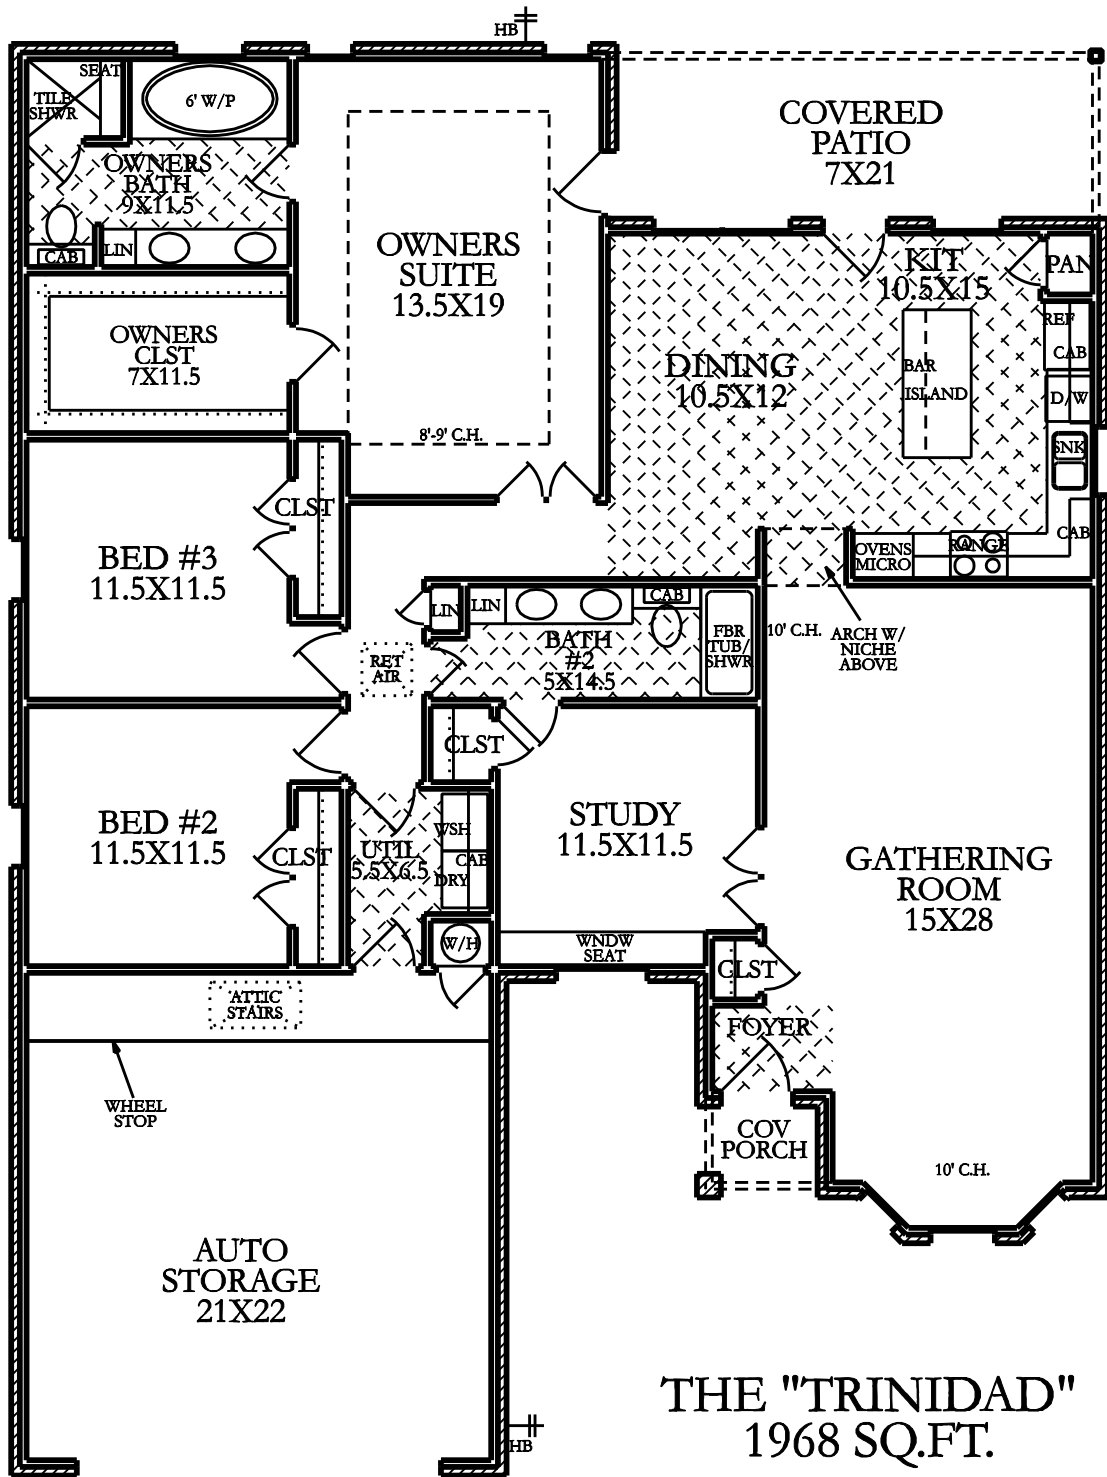 HB
SEAT
TILE
SHWR
6' W/P
OWNERS
BATH
9X11.5
CAB
LIN
OWNERS
CLST
7X11.5
OWNERS
SUITE
13.5X19
8'-9' C.H.
COVERED
PATIO
7X21
KIT
10.5X15
PAN
REF
CAB
D/W
SNK
CAB
BAR
ISLAND
DINING
10.5X12
OVENS
MICRO
RANGE
10' C.H.
ARCH W/
NICHE
ABOVE
CLST
BED #3
11.5X11.5
LIN
LIN
CAB
BATH
#2
5X14.5
FBR
TUB/
SHWR
RET
AIR
CLST
BED #2
11.5X11.5
CLST
UTIL
5.5X6.5
WSH
CAB
DRY
W/H
STUDY
11.5X11.5
WNDW
SEAT
GATHERING
ROOM
15X28
CLST
FOYER
COV
PORCH
10' C.H.
ATTIC
STAIRS
WHEEL
STOP
AUTO
STORAGE
21X22
HB
THE "TRINIDAD"
1968 SQ.FT.